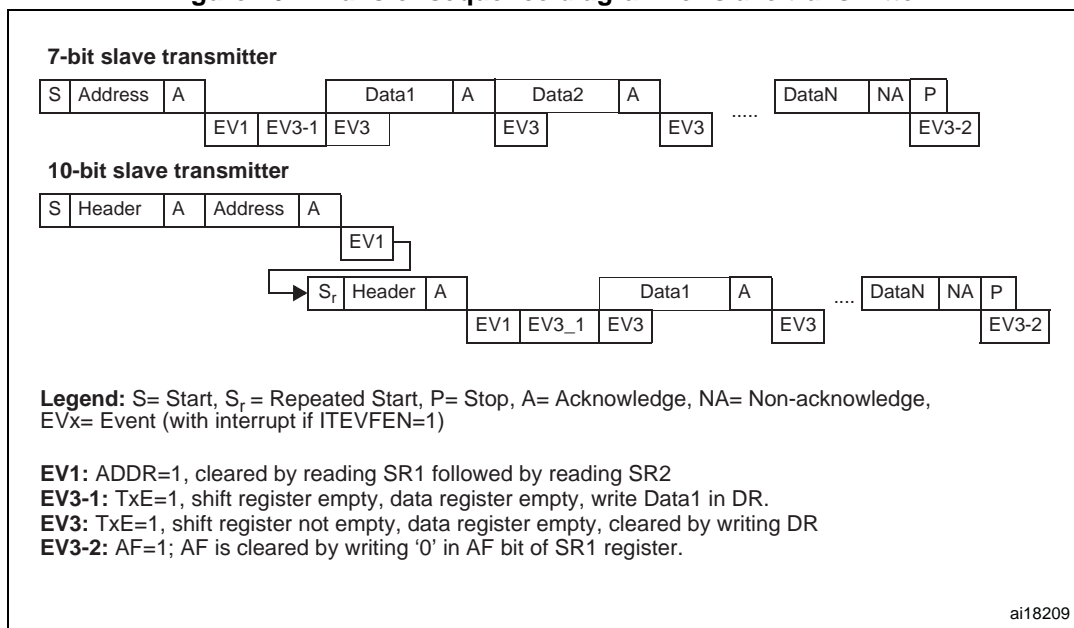 7-bit slave transmitter
S Address A Data1 A Data2 A ..... DataN NA P
EV1 EV3-1 EV3 EV3 EV3 EV3-2
10-bit slave transmitter
S Header A Address A
EV1
Sr Header A Data1 A .... DataN NA P
EV1 EV3_1 EV3 EV3 EV3-2
Legend: S= Start, Sr = Repeated Start, P= Stop, A= Acknowledge, NA= Non-acknowledge,
EVx= Event (with interrupt if ITEVFEN=1)
EV1: ADDR=1, cleared by reading SR1 followed by reading SR2
EV3-1: TxE=1, shift register empty, data register empty, write Data1 in DR.
EV3: TxE=1, shift register not empty, data register empty, cleared by writing DR
EV3-2: AF=1; AF is cleared by writing ‘0’ in AF bit of SR1 register.
ai18209